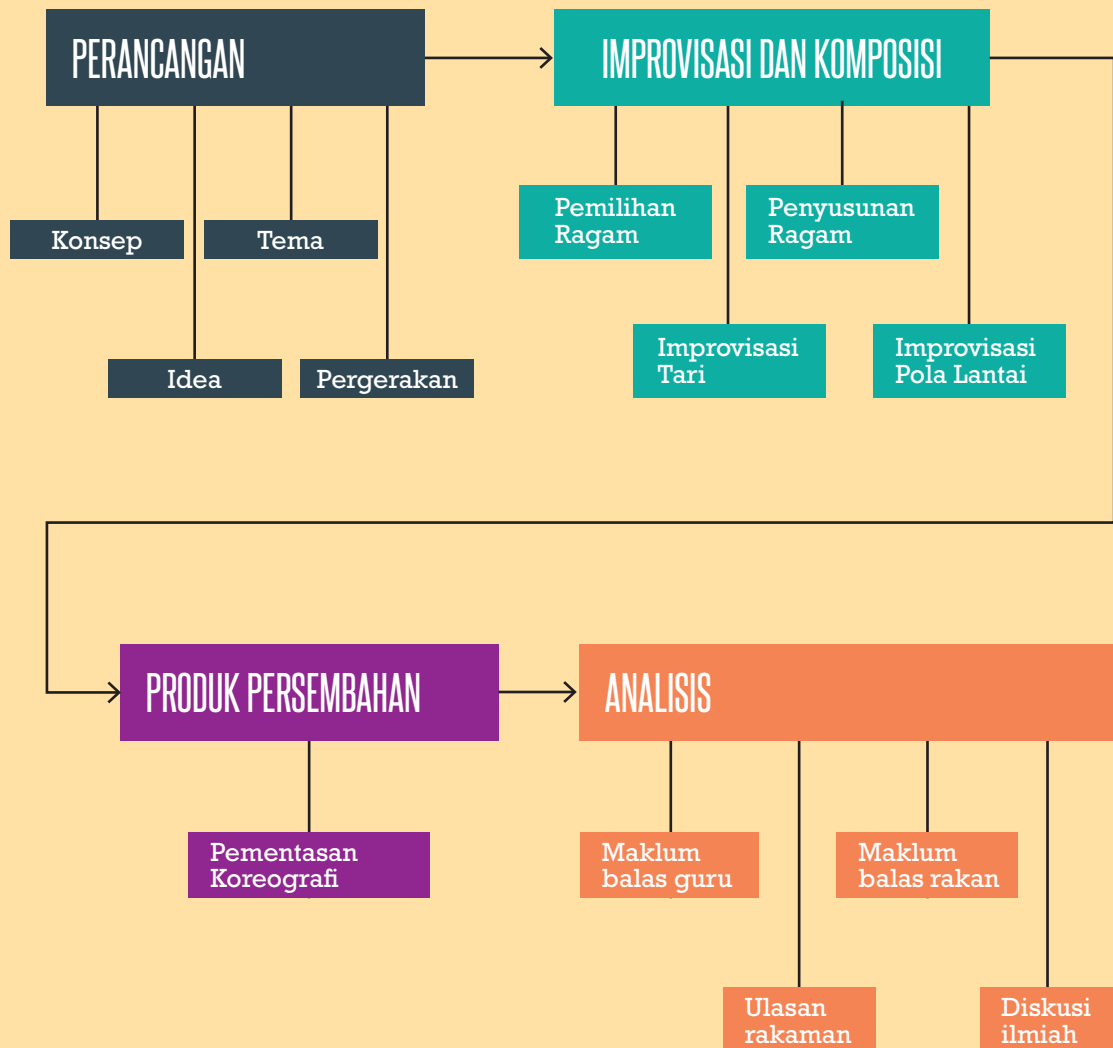 PERANCANGAN
Konsep
Tema
Idea
Pergerakan
IMPROVISASI DAN KOMPOSISI
Pemilihan
Ragam
Penyusunan
Ragam
Improvisasi
Tari
Improvisasi
Pola Lantai
PRODUK PERSEMBAHAN
Pementasan
Koreografi
ANALISIS
Maklum
balas guru
Maklum
balas rakan
Ulasan
rakaman
Diskusi
ilmiah